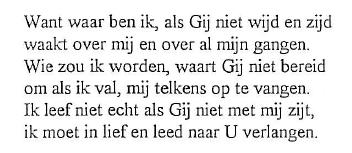 Want waar ben ik, als Gij niet wijd en zijd
waakt over mij en over al mijn gangen.
Wie zou ik worden, waart Gij niet bereid
om als ik val, mij telkens op te vangen.
Ik leef niet echt als Gij niet met mij zijt,
ik moet in lief en leed naar U verlangen.